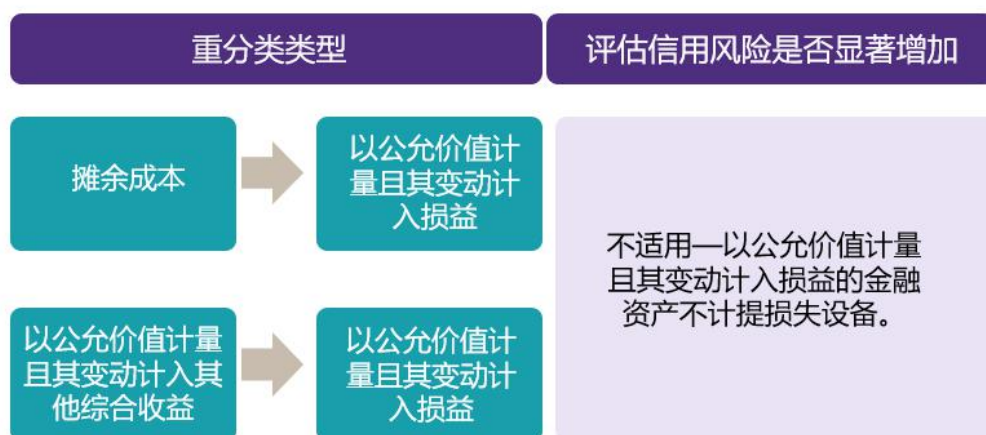 重分类类型
评估信用风险是否显著增加
摊余成本
以公允价值计
量且其变动计
入损益
不适用—以公允价值计量
且其变动计入损益的金融
资产不计提损失设备。
以公允价值计量
且其变动计入其
他综合收益
以公允价值计
量且其变动计
入损益